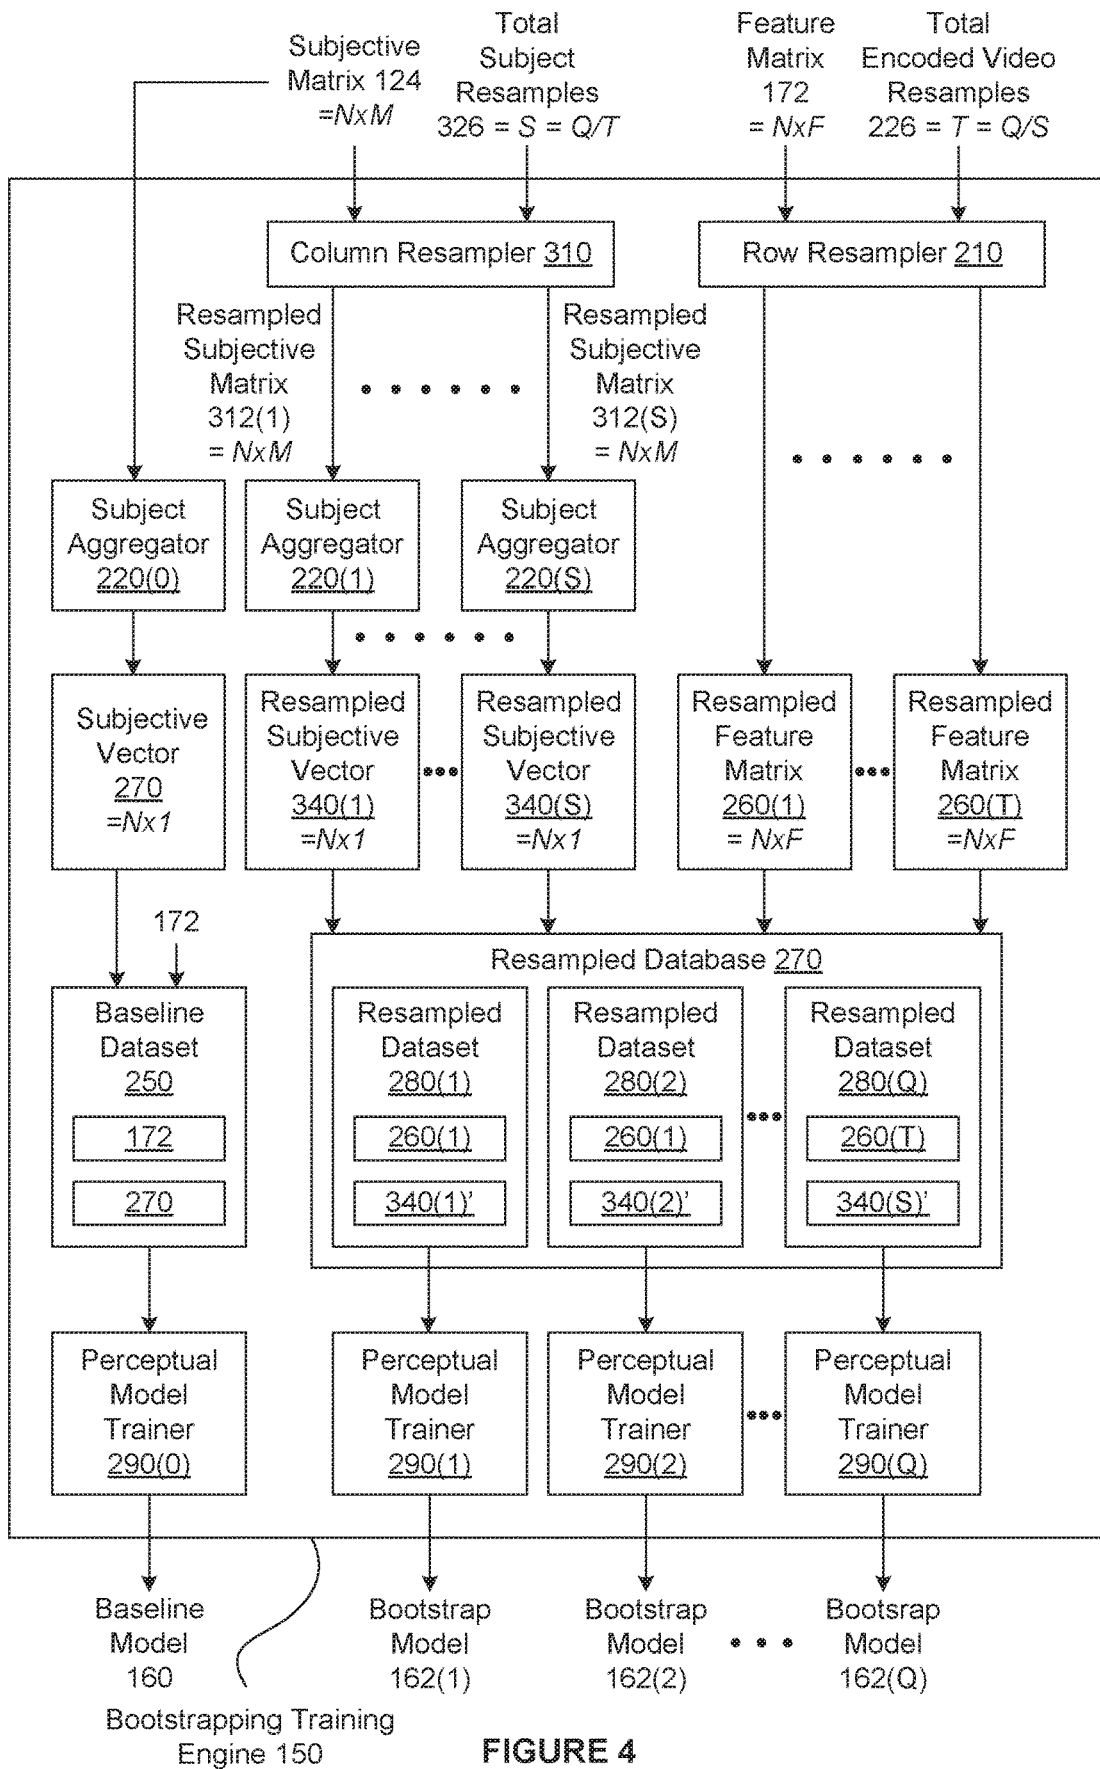 Subjective
Matrix 124
=NxM
Total
Subject
Resamples
326 = S = Q/T
Feature
Matrix
172
= NxF
Total
Encoded Video
Resamples
226 = T = Q/S
Column Resampler 310
Row Resampler 210
Resampled
Subjective
Matrix
312(1)
= NxM
Resampled
Subjective
Matrix
312(S)
= NxM
Subject
Aggregator
220(0)
Subject
Aggregator
220(1)
Subject
Aggregator
220(S)
Subjective
Vector
270
=Nx1
Resampled
Subjective
Vector
340(1)
=Nx1
Resampled
Subjective
Vector
340(S)
=Nx1
Resampled
Feature
Matrix
260(1)
= NxF
Resampled
Feature
Matrix
260(T)
=NxF
172
Resampled Database 270
Baseline
Dataset
250
172
270
Resampled
Dataset
280(1)
260(1)
340(1)'
Resampled
Dataset
280(2)
260(1)
340(2)'
Resampled
Dataset
280(Q)
260(T)
340(S)'
Perceptual
Model
Trainer
290(0)
Perceptual
Model
Trainer
290(1)
Perceptual
Model
Trainer
290(2)
Perceptual
Model
Trainer
290(Q)
Baseline
Model
160
Bootstrap
Model
162(1)
Bootstrap
Model
162(2)
Bootsrap
Model
162(Q)
Bootstrapping Training
Engine 150
FIGURE 4